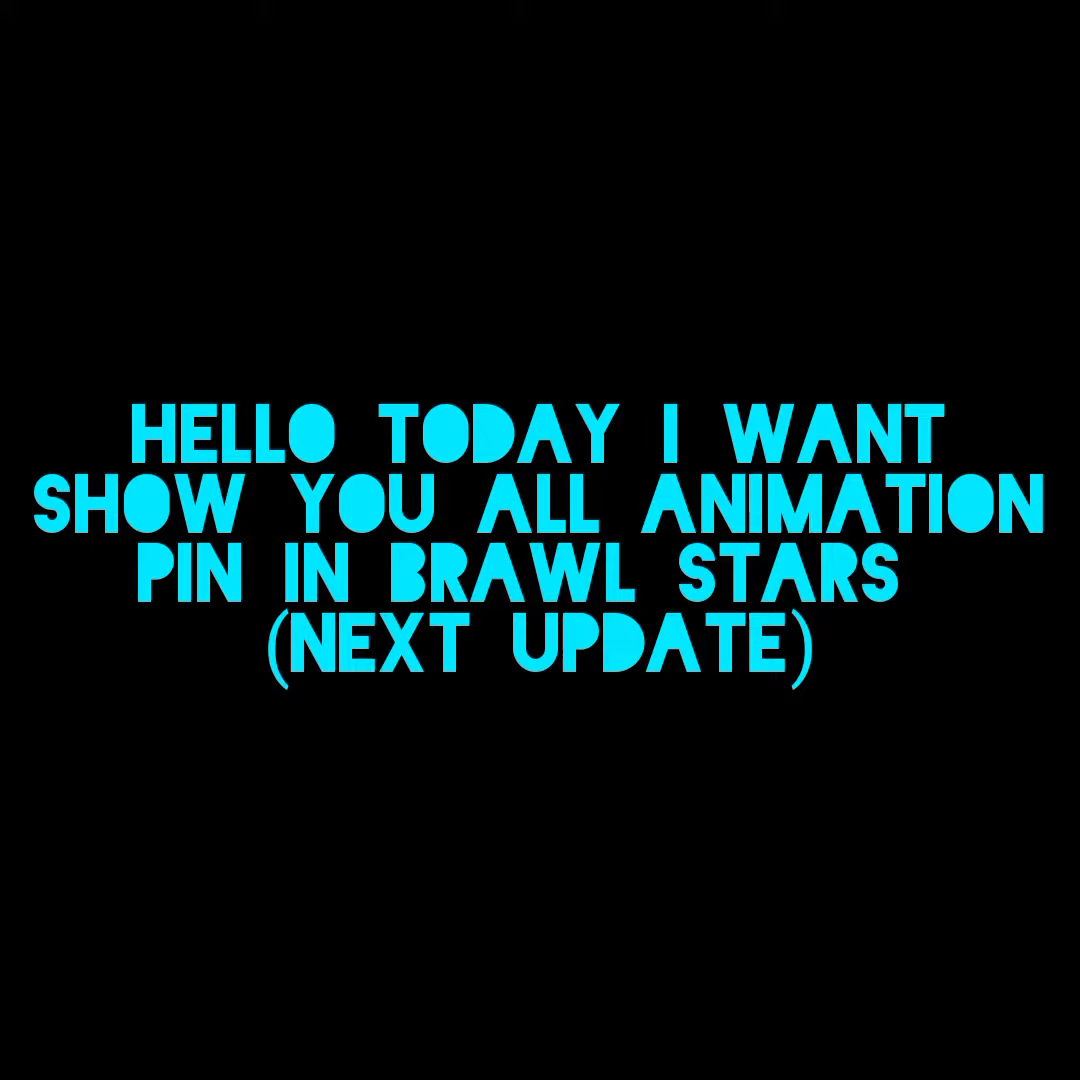 HELLO TODAY I WANT
SHOW YOU ALL ANIMATION
PIN IN BRAWL STARS
(NEXT UPDATE)